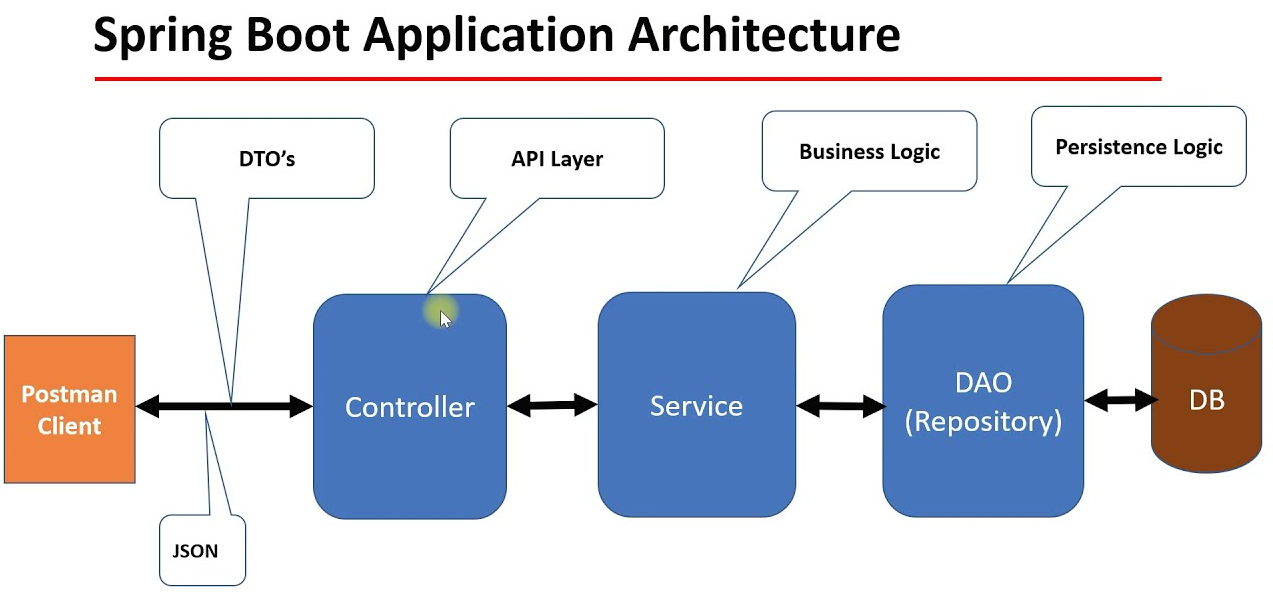 Spring Boot Application Architecture
DTO's
API Layer
Business Logic
Persistence Logic
Postman
Client
Controller
Service
DAO
(Repository)
DB
JSON